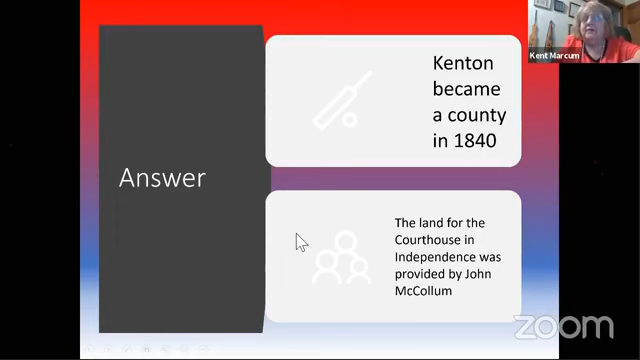 Answer
Kenton
became
a county
in 1840
The land for the
Courthouse in
Independence was
provided by John
McCollum
Kent Marcum
zoom